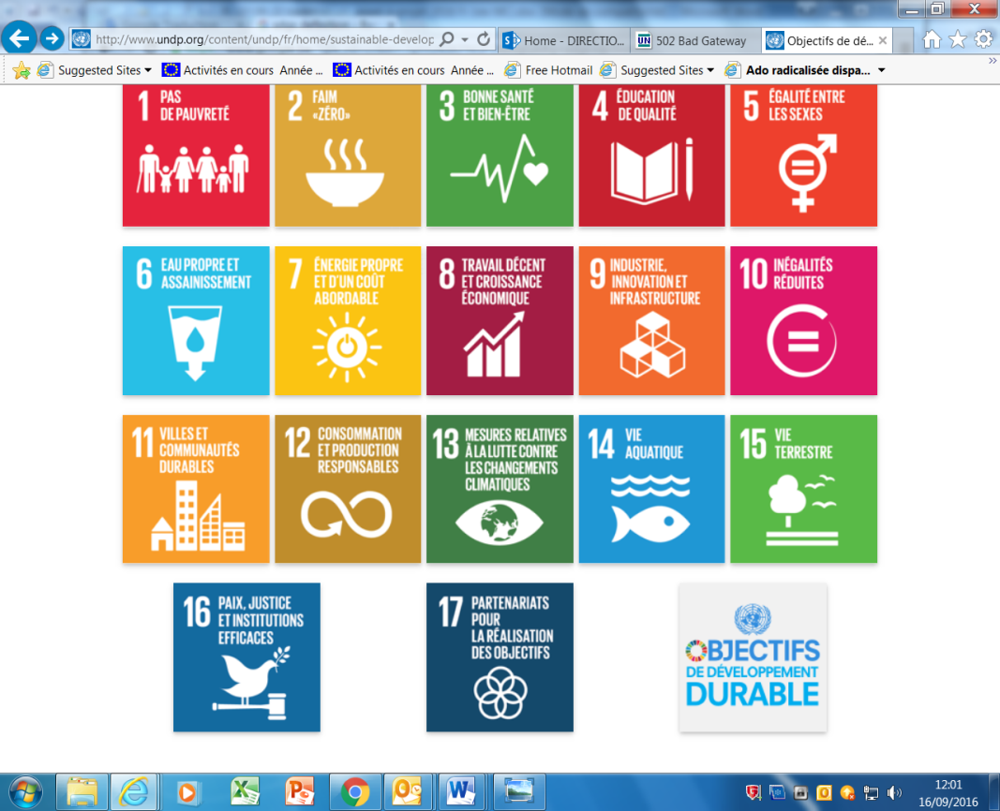 http://www.undp.org/content/undp/fr/home/sustainable-develop
Home - DIRECTIO...
UN
502 Bad Gateway
Objectifs de dé...
Suggested Sites
Activités en cours Année ...
Activités en cours Année ...
Free Hotmail
Suggested Sites
Ado radicalisée dispa...
1 PAS
DE PAUVRETÉ
2 FAIM
«ZÉRO»
3 BONNE SANTÉ
ET BIEN-ÊTRE
4 ÉDUCATION
DE QUALITÉ
5 ÉGALITÉ ENTRE
LES SEXES
6 EAU PROPRE ET
ASSAINISSEMENT
7 ÉNERGIE PROPRE
ET D'UN COÛT
ABORDABLE
8 TRAVAIL DÉCENT
ET CROISSANCE
ÉCONOMIQUE
9 INDUSTRIE,
INNOVATION ET
INFRASTRUCTURE
10 INÉGALITÉS
RÉDUITES
11 VILLES ET
COMMUNAUTÉS
DURABLES
12 CONSOMMATION
ET PRODUCTION
RESPONSABLES
13 MESURES RELATIVES
À LA LUTTE CONTRE
LES CHANGEMENTS
CLIMATIQUES
14 VIE
AQUATIQUE
15 VIE
TERRESTRE
16 PAIX, JUSTICE
ET INSTITUTIONS
EFFICACES
17 PARTENARIATS
POUR
LA RÉALISATION
DES OBJECTIFS
OBJECTIFS
DE DÉVELOPPEMENT
DURABLE
12:01
16/09/2016